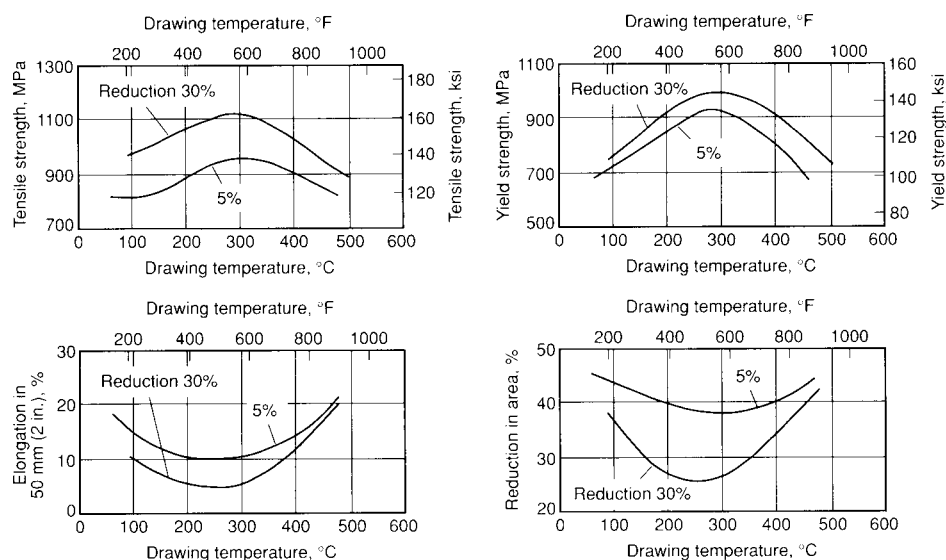 Drawing temperature, °F
200 400 600 800 1000
Tensile strength, MPa
1300
1100
900
700
Reduction 30%
5%
180
160
140
120
Tensile strength, ksi
0 100 200 300 400 500 600
Drawing temperature, °C
Drawing temperature, °F
200 400 600 800 1000
Yield strength, MPa
1100
900
700
500
Reduction 30%
5%
160
140
120
100
80
Yield strength, ksi
0 100 200 300 400 500 600
Drawing temperature, °C
Drawing temperature, °F
200 400 600 800 1000
Elongation in
50 mm (2 in.), %
30
20
10
0
Reduction 30%
5%
0 100 200 300 400 500 600
Drawing temperature, °C
Drawing temperature, °F
200 400 600 800 1000
Reduction in area, %
50
40
30
20
5%
Reduction 30%
0 100 200 300 400 500 600
Drawing temperature, °C